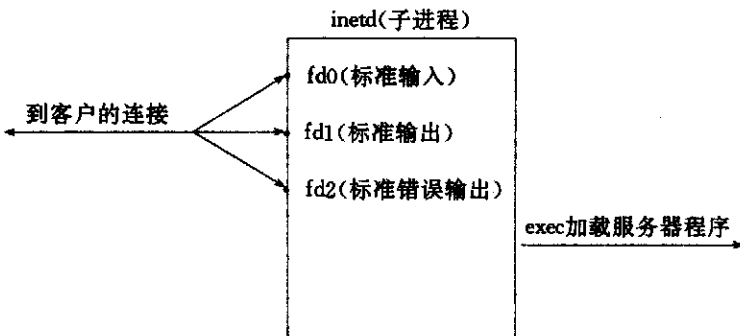 inetd(子进程)
fd0(标准输入)
到客户的连接
fd1(标准输出)
fd2(标准错误输出)
exec加载服务器程序